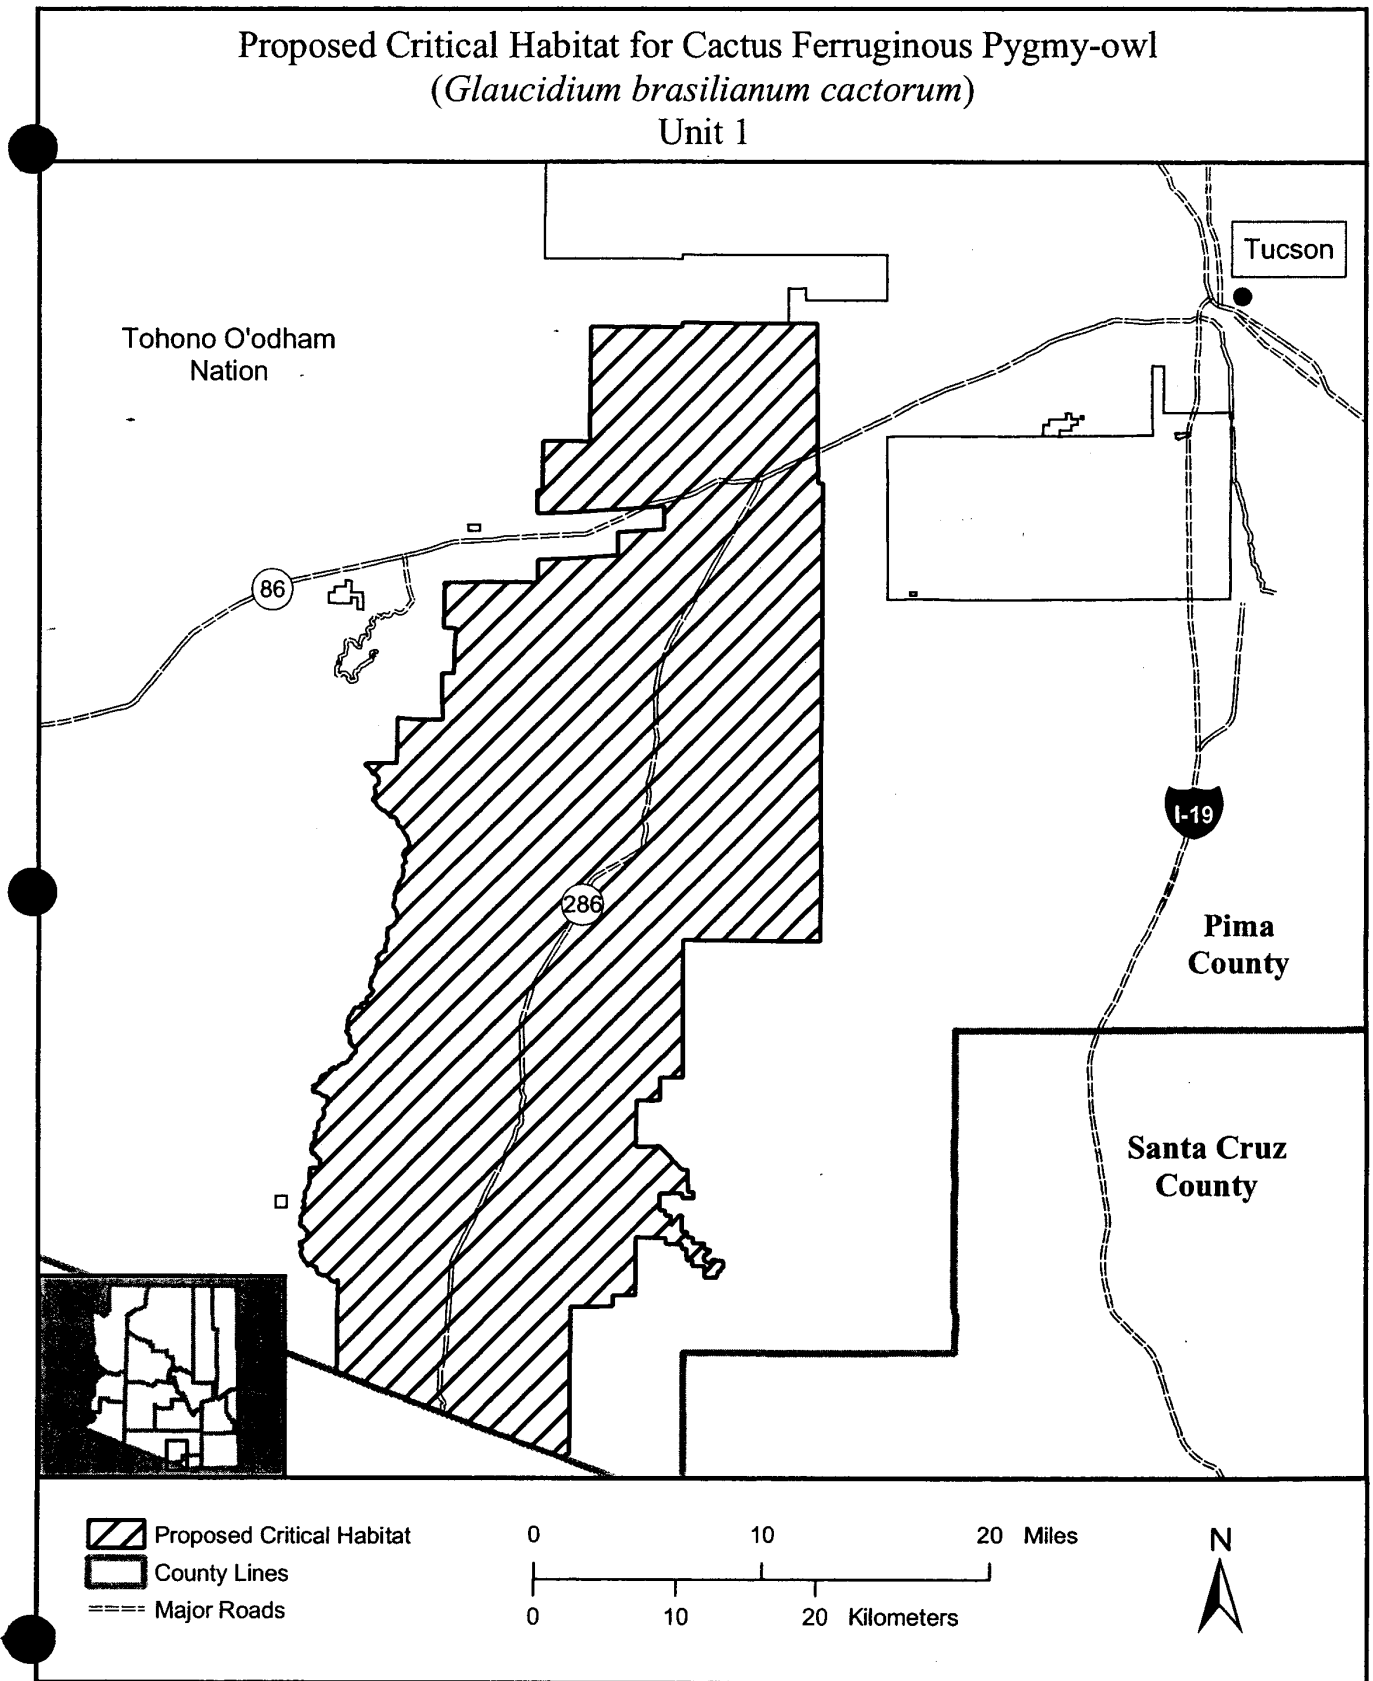 Proposed Critical Habitat for Cactus Ferruginous Pygmy-owl
(Glaucidium brasilianum cactorum)
Unit 1
Tucson
Tohono O'odham
Nation
86
I-19
286
Pima
County
Santa Cruz
County
Proposed Critical Habitat
County Lines
Major Roads
0 10 20 Miles
0 10 20 Kilometers
N